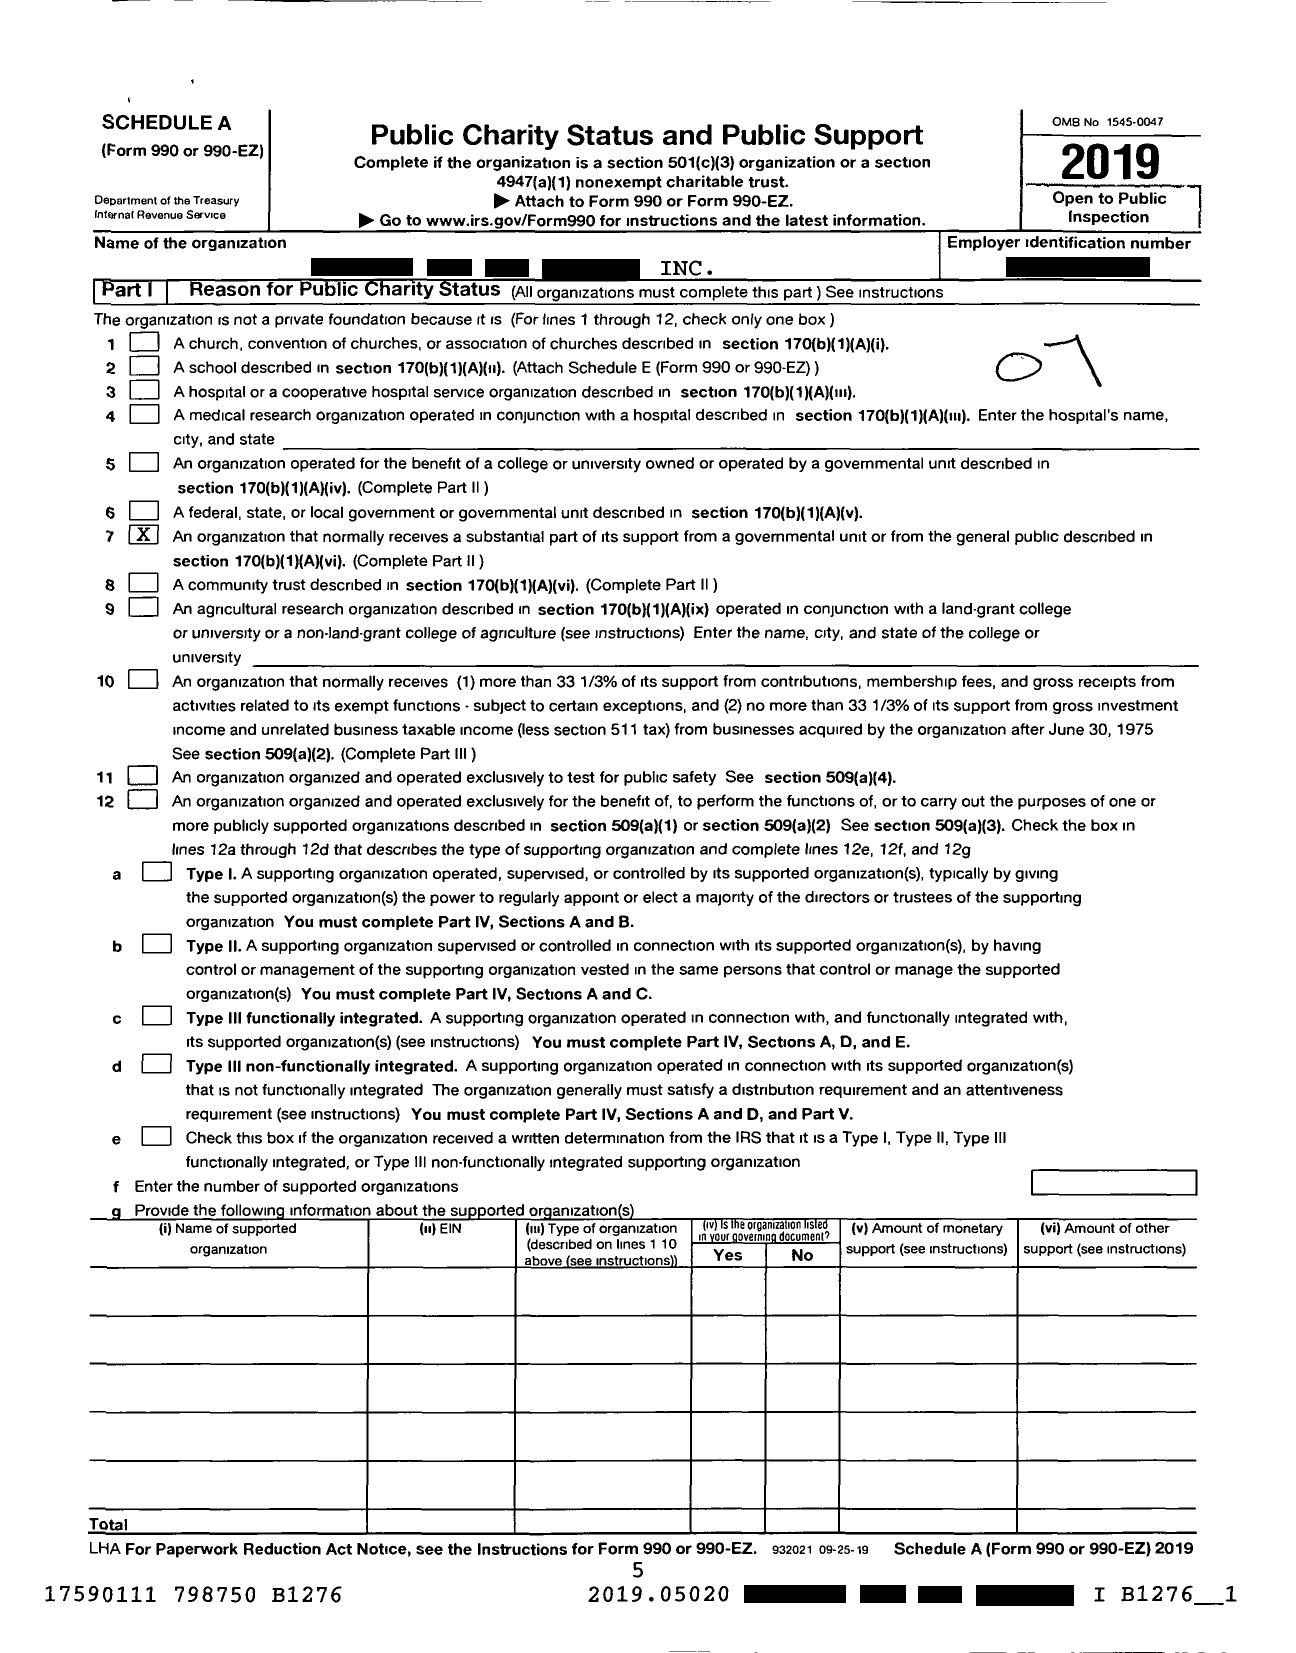 SCHEDULE A
(Form 990 or 990-EZ)
Department of the Treasury
Internal Revenue Service
Public Charity Status and Public Support
Complete if the organization is a section 501(c)(3) organization or a section
4947(a)(1) nonexempt charitable trust.
▶ Attach to Form 990 or Form 990-EZ.
▶ Go to www.irs.gov/Form990 for instructions and the latest information.
OMB No 1545-0047
2019
Open to Public
Inspection
Name of the organization
INC.
Employer identification number
Part I Reason for Public Charity Status (All organizations must complete this part ) See instructions
The organization is not a private foundation because it is (For lines 1 through 12, check only one box )
1 A church, convention of churches, or association of churches described in section 170(b)(1)(A)(i).
2 A school described in section 170(b)(1)(A)(ii). (Attach Schedule E (Form 990 or 990-EZ) )
07
3 A hospital or a cooperative hospital service organization described in section 170(b)(1)(A)(iii).
4 A medical research organization operated in conjunction with a hospital described in section 170(b)(1)(A)(iii). Enter the hospital's name,
city, and state
5 An organization operated for the benefit of a college or university owned or operated by a governmental unit described in
section 170(b)(1)(A)(iv). (Complete Part II )
6 A federal, state, or local government or governmental unit described in section 170(b)(1)(A)(v).
7 X An organization that normally receives a substantial part of its support from a governmental unit or from the general public described in
section 170(b)(1)(A)(vi). (Complete Part II )
8 A community trust described in section 170(b)(1)(A)(vi). (Complete Part II )
9 An agricultural research organization described in section 170(b)(1)(A)(ix) operated in conjunction with a land-grant college
or university or a non-land-grant college of agriculture (see instructions) Enter the name, city, and state of the college or
university
10 An organization that normally receives (1) more than 33 1/3% of its support from contributions, membership fees, and gross receipts from
activities related to its exempt functions - subject to certain exceptions, and (2) no more than 33 1/3% of its support from gross investment
income and unrelated business taxable income (less section 511 tax) from businesses acquired by the organization after June 30, 1975
See section 509(a)(2). (Complete Part III )
11 An organization organized and operated exclusively to test for public safety See section 509(a)(4).
12 An organization organized and operated exclusively for the benefit of, to perform the functions of, or to carry out the purposes of one or
more publicly supported organizations described in section 509(a)(1) or section 509(a)(2) See section 509(a)(3). Check the box in
lines 12a through 12d that describes the type of supporting organization and complete lines 12e, 12f, and 12g
a Type I. A supporting organization operated, supervised, or controlled by its supported organization(s), typically by giving
the supported organization(s) the power to regularly appoint or elect a majority of the directors or trustees of the supporting
organization You must complete Part IV, Sections A and B.
b Type II. A supporting organization supervised or controlled in connection with its supported organization(s), by having
control or management of the supporting organization vested in the same persons that control or manage the supported
organization(s) You must complete Part IV, Sections A and C.
c Type III functionally integrated. A supporting organization operated in connection with, and functionally integrated with,
its supported organization(s) (see instructions) You must complete Part IV, Sections A, D, and E.
d Type III non-functionally integrated. A supporting organization operated in connection with its supported organization(s)
that is not functionally integrated The organization generally must satisfy a distribution requirement and an attentiveness
requirement (see instructions) You must complete Part IV, Sections A and D, and Part V.
e Check this box if the organization received a written determination from the IRS that it is a Type I, Type II, Type III
functionally integrated, or Type III non-functionally integrated supporting organization
f Enter the number of supported organizations
g Provide the following information about the supported organization(s)
(i) Name of supported
organization
(ii) EIN
(iii) Type of organization
(described on lines 1 10
above (see instructions))
(iv) Is the organization listed
in your governing document?
Yes No
(v) Amount of monetary
support (see instructions)
(vi) Amount of other
support (see instructions)
Total
LHA For Paperwork Reduction Act Notice, see the Instructions for Form 990 or 990-EZ. 932021 09-25-19 Schedule A (Form 990 or 990-EZ) 2019
5
17590111 798750 B1276 2019.05020 I B1276__1